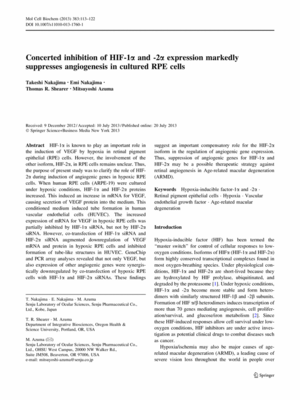 Mol Cell Biochem (2013) 383:113–122
DOI 10.1007/s11010-013-1760-1
Concerted inhibition of HIF-1α and -2α expression markedly
suppresses angiogenesis in cultured RPE cells
Takeshi Nakajima · Emi Nakajima ·
Thomas R. Shearer · Mitsuyoshi Azuma
Received: 9 December 2012 / Accepted: 10 July 2013 / Published online: 20 July 2013
© Springer Science+Business Media New York 2013
Abstract HIF-1α is known to play an important role in
the induction of VEGF by hypoxia in retinal pigment
epithelial (RPE) cells. However, the involvement of the
other isoform, HIF-2α, in RPE cells remains unclear. Thus,
the purpose of present study was to clarify the role of HIF-
2α during induction of angiogenic genes in hypoxic RPE
cells. When human RPE cells (ARPE-19) were cultured
under hypoxic conditions, HIF-1α and HIF-2α proteins
increased. This induced an increase in mRNA for VEGF,
causing secretion of VEGF protein into the medium. This
conditioned medium induced tube formation in human
vascular endothelial cells (HUVEC). The increased
expression of mRNA for VEGF in hypoxic RPE cells was
partially inhibited by HIF-1α siRNA, but not by HIF-2α
siRNA. However, co-transfection of HIF-1α siRNA and
HIF-2α siRNA augmented downregulation of VEGF
mRNA and protein in hypoxic RPE cells and inhibited
formation of tube-like structures in HUVEC. GeneChip
and PCR array analyses revealed that not only VEGF, but
also expression of other angiogenic genes were synergis-
tically downregulated by co-transfection of hypoxic RPE
cells with HIF-1α and HIF-2α siRNAs. These findings
T. Nakajima · E. Nakajima · M. Azuma
Senju Laboratory of Ocular Sciences, Senju Pharmaceutical Co.,
Ltd., Kobe, Japan
T. R. Shearer · M. Azuma
Department of Integrative Biosciences, Oregon Health &
Science University, Portland, OR, USA
M. Azuma
Senju Laboratory of Ocular Sciences, Senju Pharmaceutical Co.,
Ltd.,
Suite
e-mail:
suggest an important compensatory role for the HIF-2α
isoform in the regulation of angiogenic gene expression.
Thus, suppression of angiogenic genes for HIF-1α and
HIF-2α may be a possible therapeutic strategy against
retinal angiogenesis in Age-related macular degeneration
(ARMD).
Keywords Hypoxia-inducible factor-1α and -2α ·
Retinal pigment epithelial cells · Hypoxia · Vascular
endothelial growth factor · Age-related macular
degeneration
Introduction
Hypoxia-inducible factor (HIF) has been termed the
"master switch" for control of cellular responses to low-
oxygen conditions. Isoforms of HIFs (HIF-1α and HIF-2α)
form highly conserved transcriptional complexes found in
most oxygen-breathing species. Under physiological con-
ditions, HIF-1α and HIF-2α are short-lived because they
are hydroxylated by HIF prolylase, ubiquitinated, and
degraded by the proteasome [1]. Under hypoxic conditions,
HIF-1α and -2α become more stable and form hetero-
dimers with similarly structured HIF-1β and -2β subunits.
Formation of HIF α/β heterodimers induces transcription of
more than 70 genes mediating angiogenesis, cell prolifer-
ation/survival, and glucose/iron metabolism [2]. Since
these HIF-induced responses allow cell survival under low-
oxygen conditions, HIF inhibitors are under active inves-
tigation as potential clinical drugs to combat diseases such
as cancer.
Hypoxia/ischemia may also be major causes of age-
related macular degeneration (ARMD), a leading cause of
severe vision loss throughout the world in people over